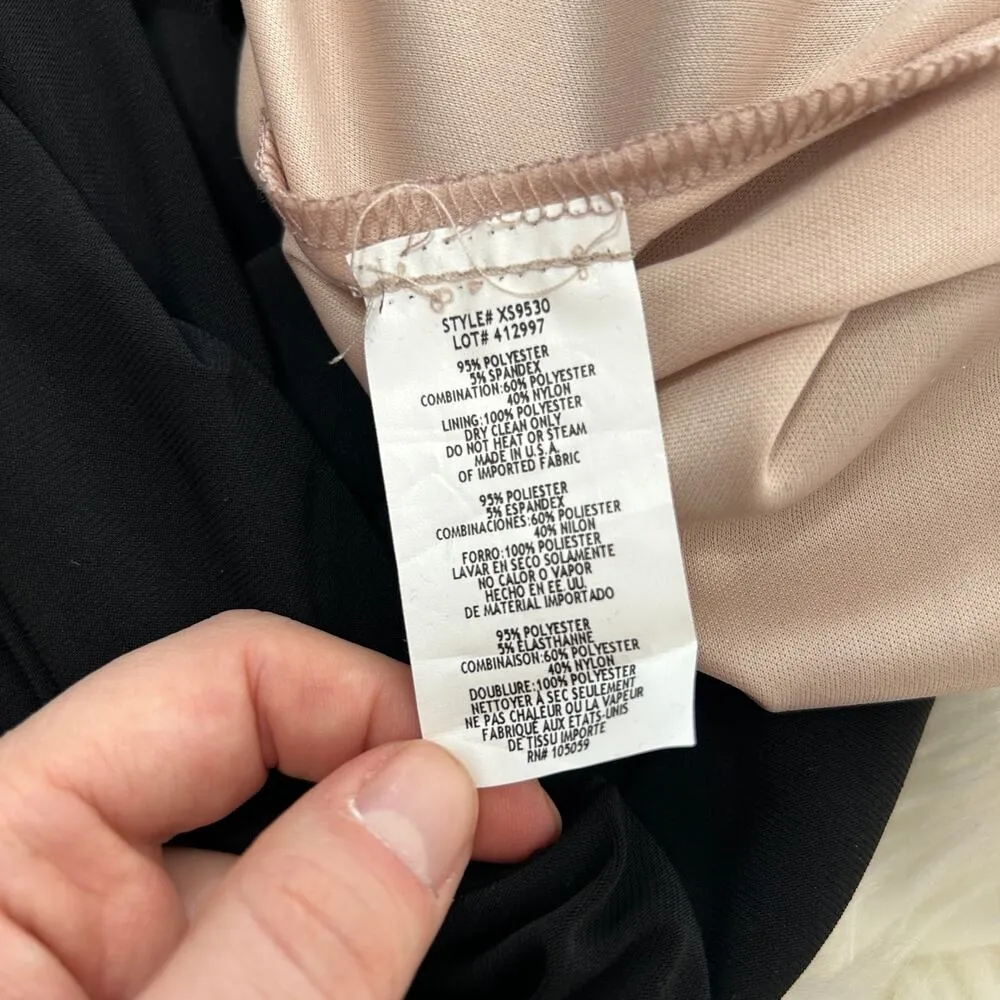 STYLE# XS9530
LOT# 412997
95% POLYESTER
5% SPANDEX
COMBINATION:60% POLYESTER
40% NYLON
LINING:100% POLYESTER
DRY CLEAN ONLY
DO NOT HEAT OR STEAM
MADE IN U.S.A.
OF IMPORTED FABRIC
95% POLIESTER
5% ESPANDEX
COMBINACIONES:60% POLIESTER
40% NILON
FORRO:100% POLIESTER
LAVAR EN SECO SOLAMENTE
NO CALOR O VAPOR
HECHO EN EE.UU.
DE MATERIAL IMPORTADO
95% POLYESTER
5% ELASTHANNE
COMBINAISON:60% POLYESTER
40% NYLON
DOUBLURE:100% POLYESTER
NETTOYER A SEC SEULEMENT
NE PAS CHALEUR OU LA VAPEUR
FABRIQUE AUX ETATS-UNIS
DE TISSU IMPORTE
RN# 105059